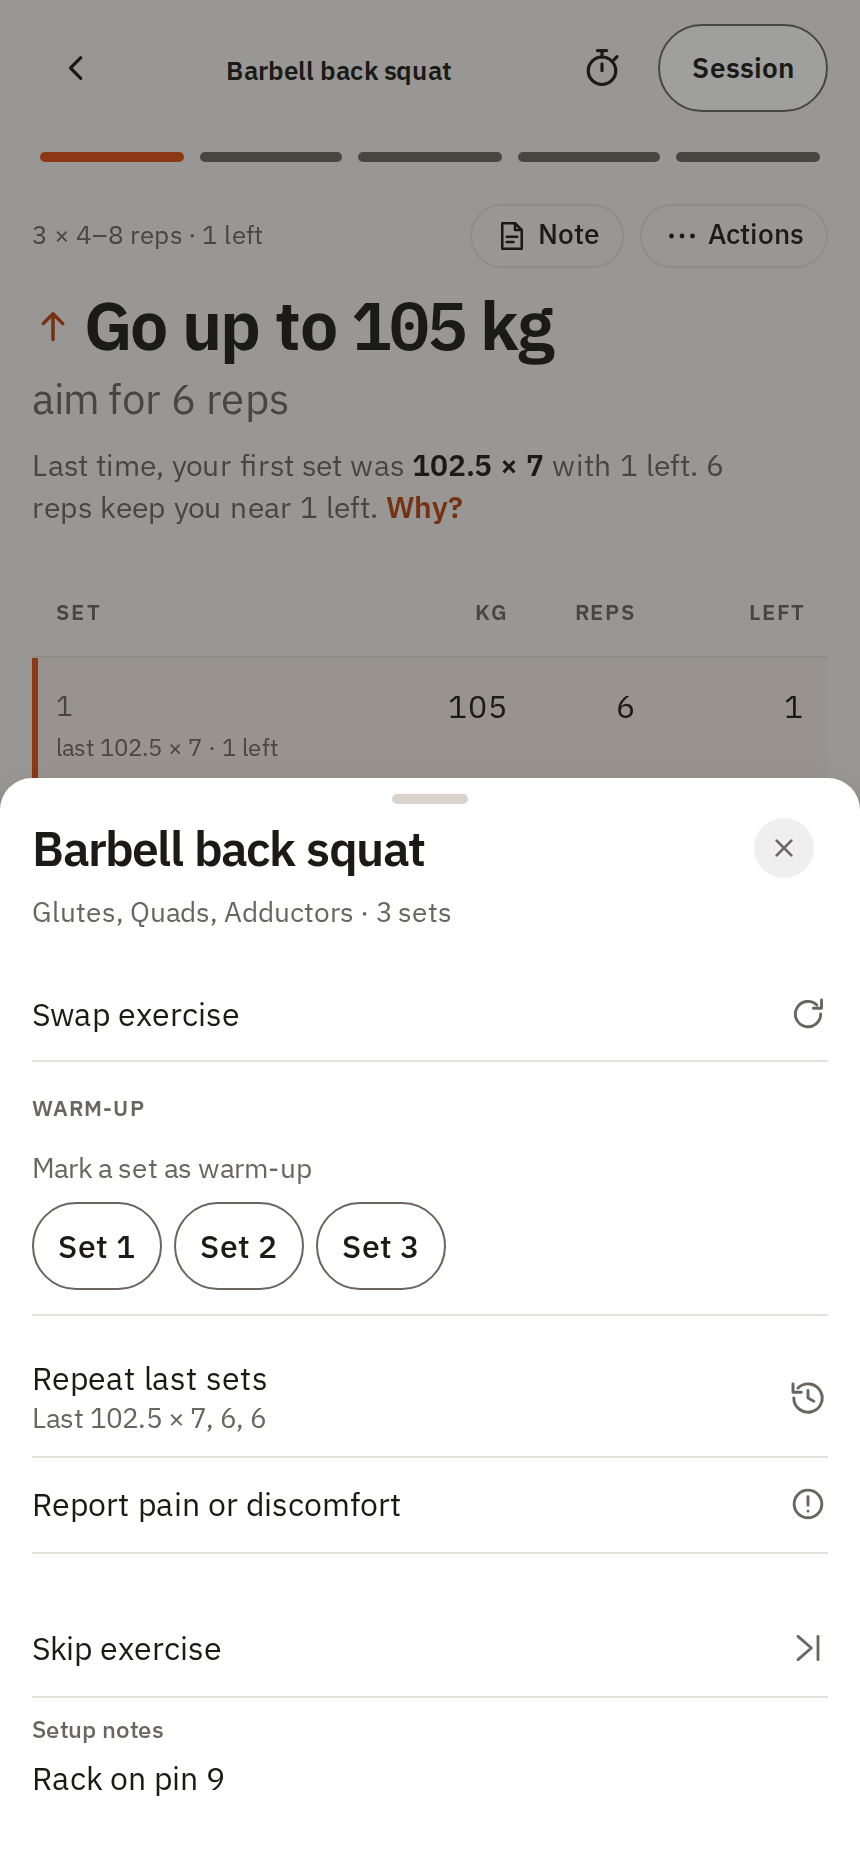 Barbell back squat
Session
3 × 4–8 reps · 1 left
Note
Actions
↑ Go up to 105 kg
aim for 6 reps
Last time, your first set was 102.5 × 7 with 1 left. 6
reps keep you near 1 left. Why?
SET KG REPS LEFT
1 105 6 1
last 102.5 × 7 · 1 left
Barbell back squat
Glutes, Quads, Adductors · 3 sets
Swap exercise
WARM-UP
Mark a set as warm-up
Set 1 Set 2 Set 3
Repeat last sets
Last 102.5 × 7, 6, 6
Report pain or discomfort
Skip exercise
Setup notes
Rack on pin 9